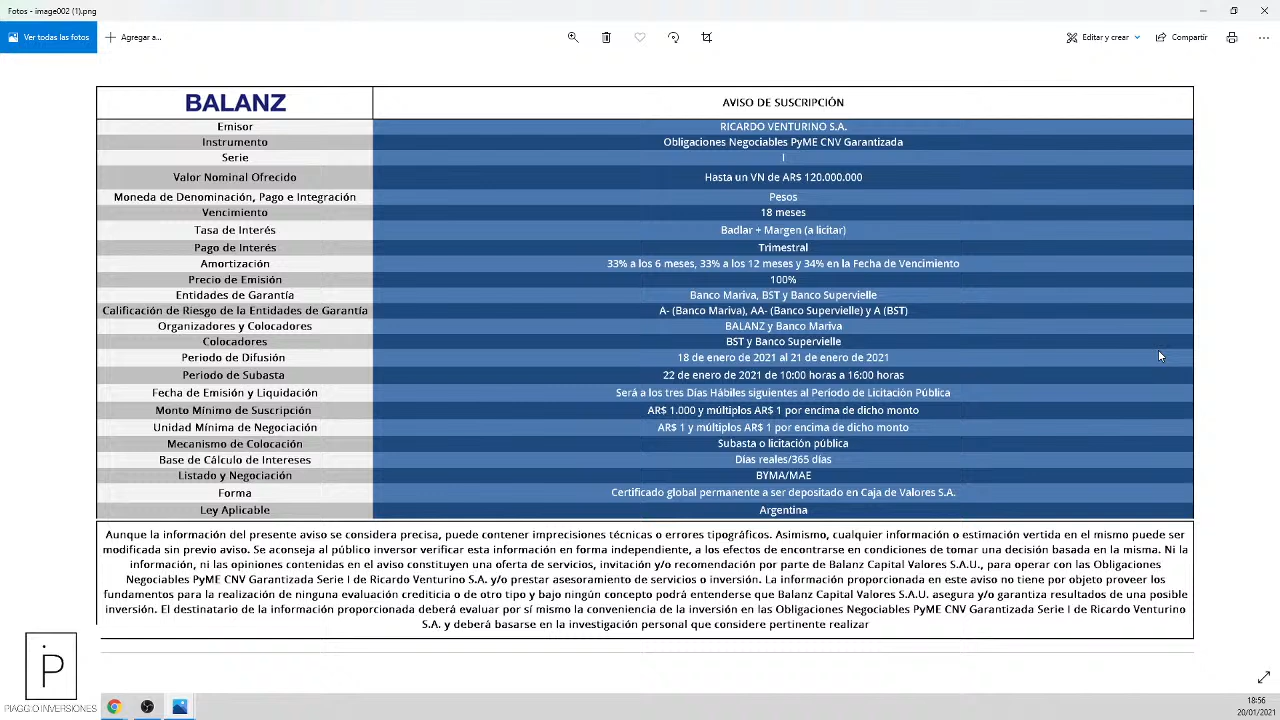 Fotos - image002 (1).png
Ver todas las fotos
Agregar a...
Editar y crear
Compartir
BALANZ AVISO DE SUSCRIPCIÓN
Emisor RICARDO VENTURINO S.A.
Instrumento Obligaciones Negociables PyME CNV Garantizada
Serie I
Valor Nominal Ofrecido Hasta un VN de AR$ 120.000.000
Moneda de Denominación, Pago e Integración Pesos
Vencimiento 18 meses
Tasa de Interés Badlar + Margen (a licitar)
Pago de Interés Trimestral
Amortización 33% a los 6 meses, 33% a los 12 meses y 34% en la Fecha de Vencimiento
Precio de Emisión 100%
Entidades de Garantía Banco Mariva, BST y Banco Supervielle
Calificación de Riesgo de la Entidades de Garantía A- (Banco Mariva), AA- (Banco Supervielle) y A (BST)
Organizadores y Colocadores BALANZ y Banco Mariva
Colocadores BST y Banco Supervielle
Periodo de Difusión 18 de enero de 2021 al 21 de enero de 2021
Periodo de Subasta 22 de enero de 2021 de 10:00 horas a 16:00 horas
Fecha de Emisión y Liquidación Será a los tres Días Hábiles siguientes al Período de Licitación Pública
Monto Mínimo de Suscripción AR$ 1.000 y múltiplos AR$ 1 por encima de dicho monto
Unidad Mínima de Negociación AR$ 1 y múltiplos AR$ 1 por encima de dicho monto
Mecanismo de Colocación Subasta o licitación pública
Base de Cálculo de Intereses Días reales/365 días
Listado y Negociación BYMA/MAE
Forma Certificado global permanente a ser depositado en Caja de Valores S.A.
Ley Aplicable Argentina
Aunque la información del presente aviso se considera precisa, puede contener imprecisiones técnicas o errores tipográficos. Asimismo, cualquier información o estimación vertida en el mismo puede ser
modificada sin previo aviso. Se aconseja al público inversor verificar esta información en forma independiente, a los efectos de encontrarse en condiciones de tomar una decisión basada en la misma. Ni la
información, ni las opiniones contenidas en el aviso constituyen una oferta de servicios, invitación y/o recomendación por parte de Balanz Capital Valores S.A.U., para operar con las Obligaciones
Negociables PyME CNV Garantizada Serie I de Ricardo Venturino S.A. y/o prestar asesoramiento de servicios o inversión. La información proporcionada en este aviso no tiene por objeto proveer los
fundamentos para la realización de ninguna evaluación crediticia o de otro tipo y bajo ningún concepto podrá entenderse que Balanz Capital Valores S.A.U. asegura y/o garantiza resultados de una posible
inversión. El destinatario de la información proporcionada deberá evaluar por sí mismo la conveniencia de la inversión en las Obligaciones Negociables PyME CNV Garantizada Serie I de Ricardo Venturino
S.A. y deberá basarse en la investigación personal que considere pertinente realizar
iP
PIAGGIO INVERSIONES
18:56
20/01/2021